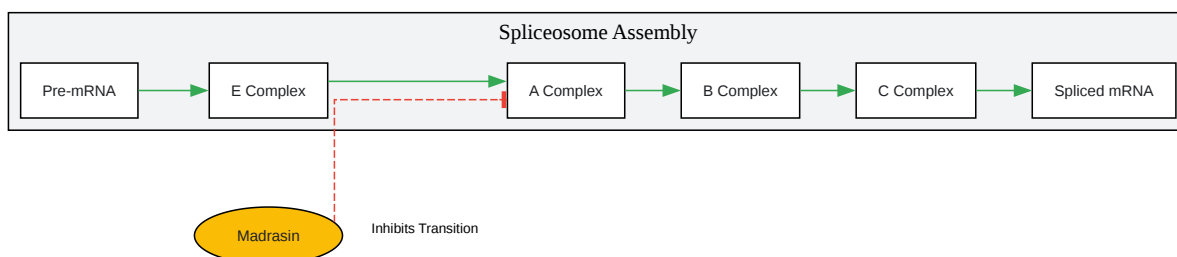 Spliceosome Assembly
Pre-mRNA
E Complex
A Complex
B Complex
C Complex
Spliced mRNA
Madrasin
Inhibits Transition